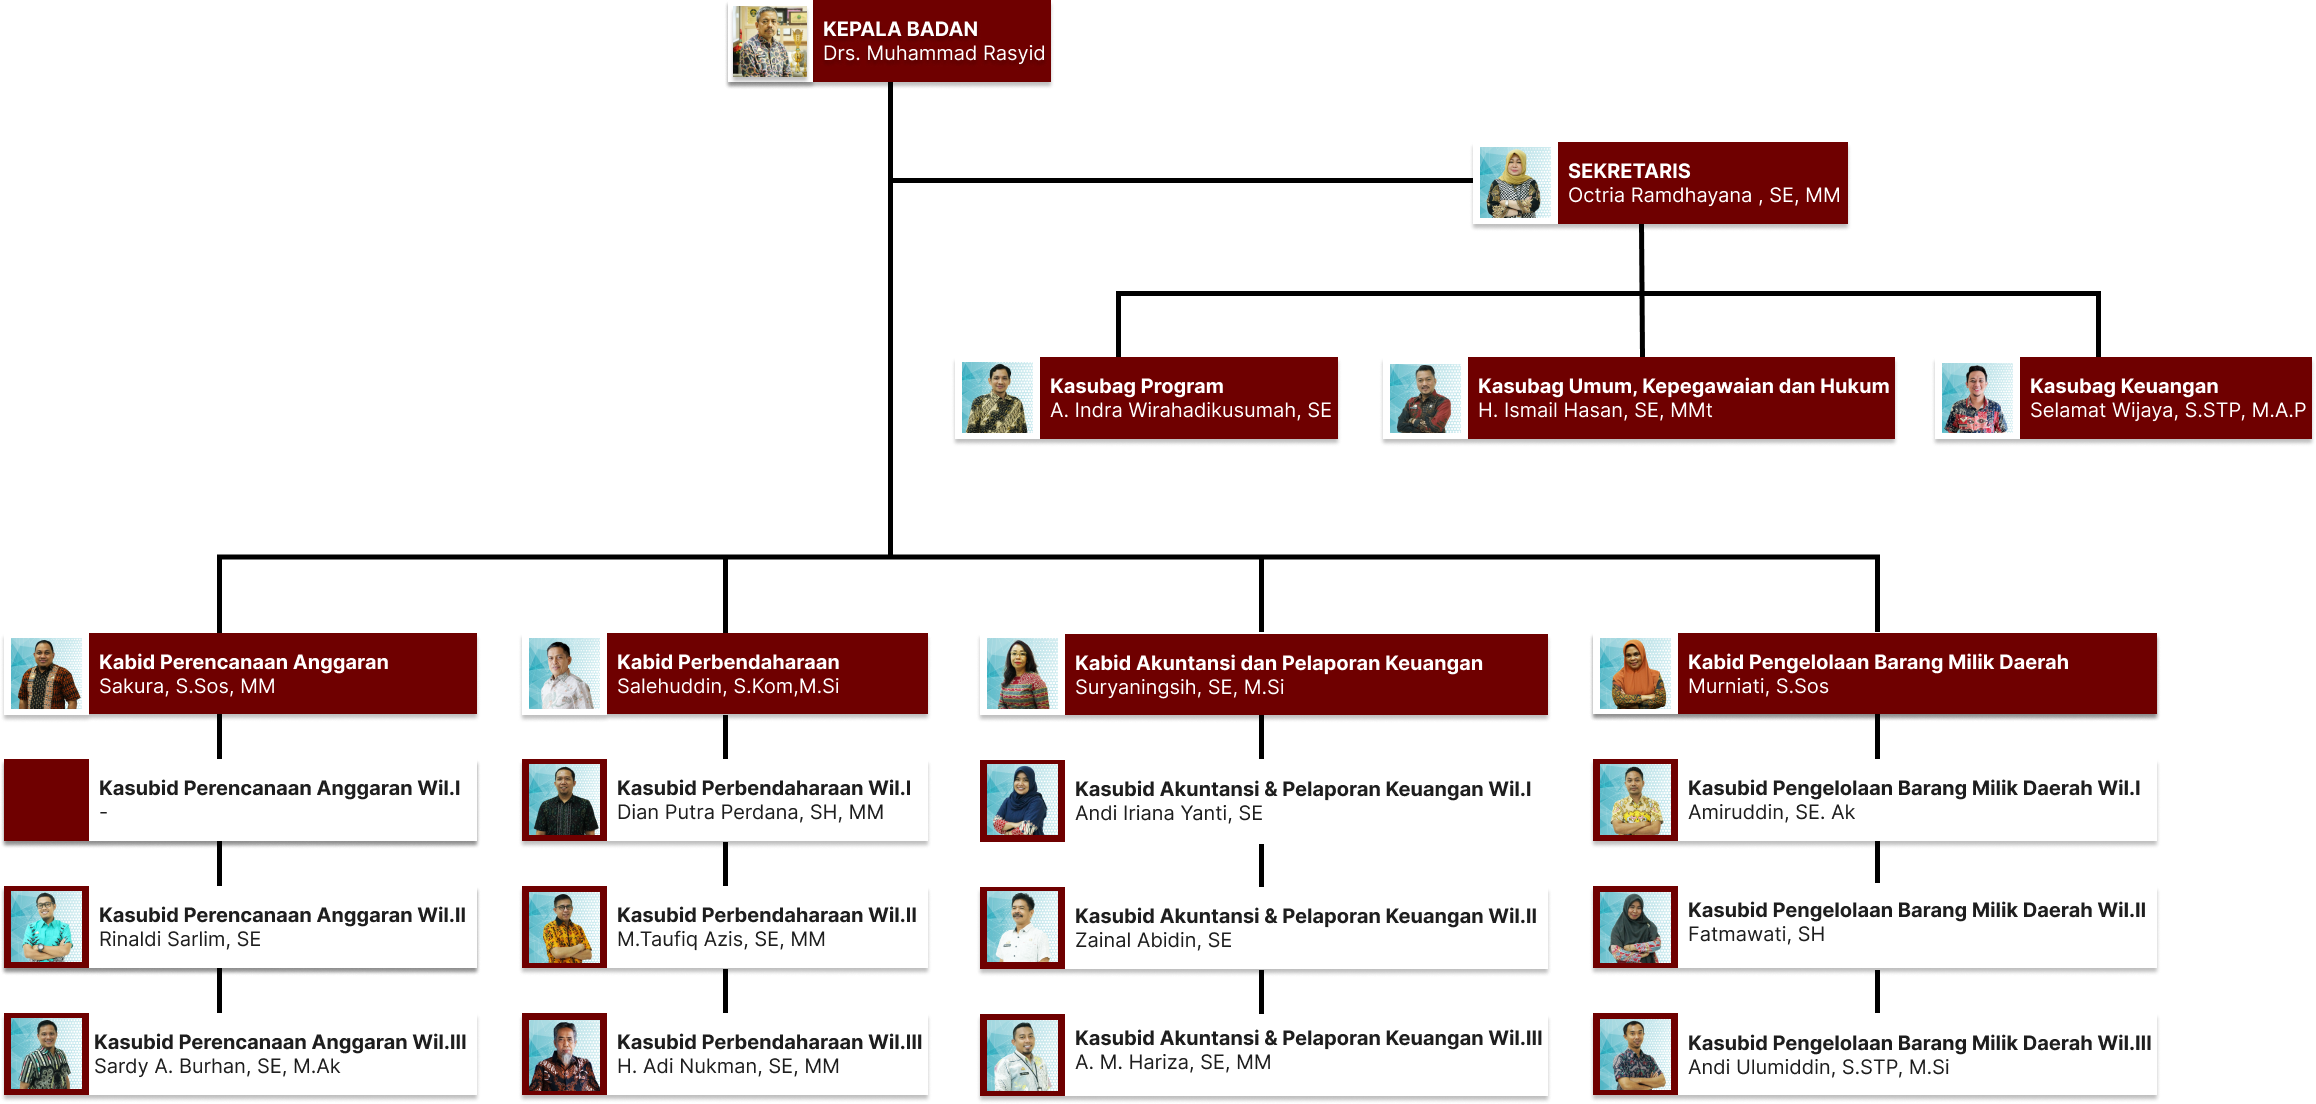 KEPALA BADAN
Drs. Muhammad Rasyid
SEKRETARIS
Octria Ramdhayana , SE, MM
Kasubag Program
A. Indra Wirahadikusumah, SE
Kasubag Umum, Kepegawaian dan Hukum
H. Ismail Hasan, SE, MMt
Kasubag Keuangan
Selamat Wijaya, S.STP, M.A.P
Kabid Perencanaan Anggaran
Sakura, S.Sos, MM
Kabid Perbendaharaan
Salehuddin, S.Kom,M.Si
Kabid Akuntansi dan Pelaporan Keuangan
Suryaningsih, SE, M.Si
Kabid Pengelolaan Barang Milik Daerah
Murniati, S.Sos
Kasubid Perencanaan Anggaran Wil.I
-
Kasubid Perbendaharaan Wil.I
Dian Putra Perdana, SH, MM
Kasubid Akuntansi & Pelaporan Keuangan Wil.I
Andi Iriana Yanti, SE
Kasubid Pengelolaan Barang Milik Daerah Wil.I
Amiruddin, SE. Ak
Kasubid Perencanaan Anggaran Wil.II
Rinaldi Sarlim, SE
Kasubid Perbendaharaan Wil.II
M.Taufiq Azis, SE, MM
Kasubid Akuntansi & Pelaporan Keuangan Wil.II
Zainal Abidin, SE
Kasubid Pengelolaan Barang Milik Daerah Wil.II
Fatmawati, SH
Kasubid Perencanaan Anggaran Wil.III
Sardy A. Burhan, SE, M.Ak
Kasubid Perbendaharaan Wil.III
H. Adi Nukman, SE, MM
Kasubid Akuntansi & Pelaporan Keuangan Wil.III
A. M. Hariza, SE, MM
Kasubid Pengelolaan Barang Milik Daerah Wil.III
Andi Ulumiddin, S.STP, M.Si